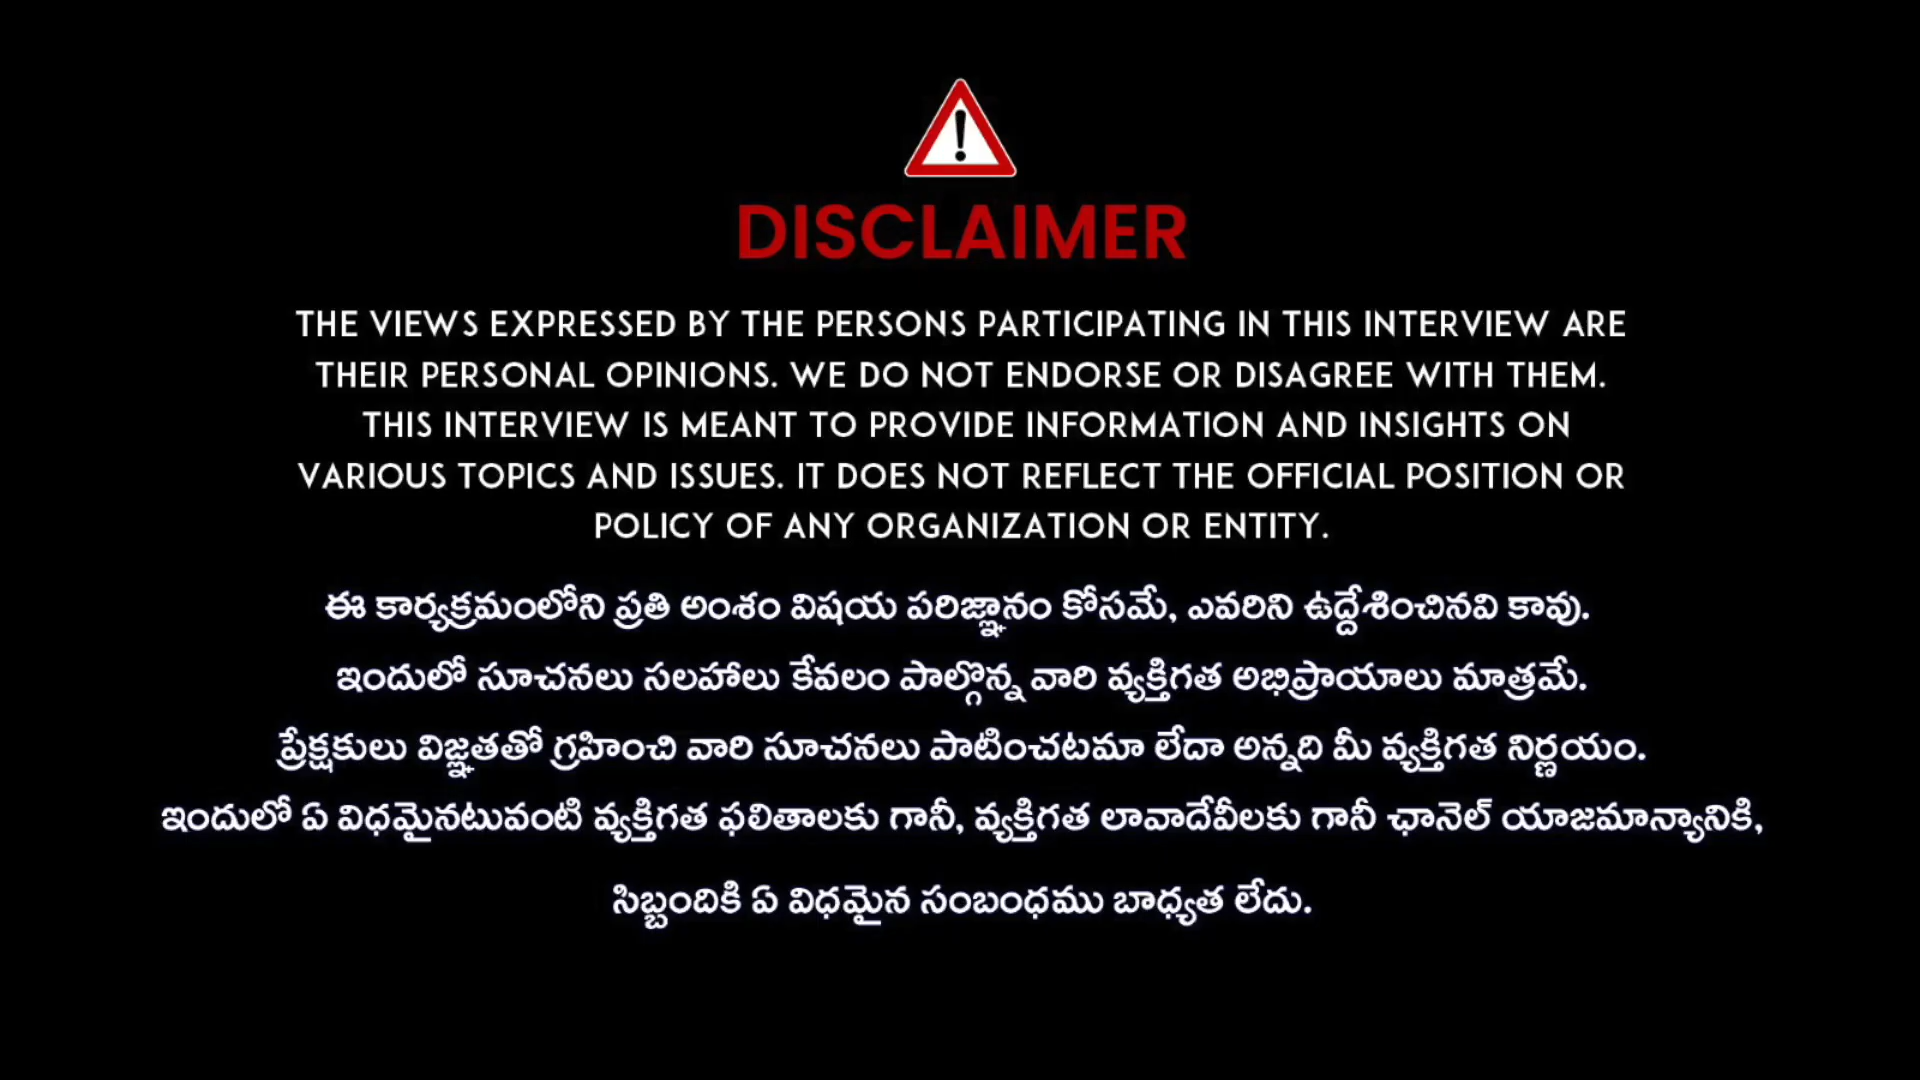 DISCLAIMER
THE VIEWS EXPRESSED BY THE PERSONS PARTICIPATING IN THIS INTERVIEW ARE
THEIR PERSONAL OPINIONS. WE DO NOT ENDORSE OR DISAGREE WITH THEM.
THIS INTERVIEW IS MEANT TO PROVIDE INFORMATION AND INSIGHTS ON
VARIOUS TOPICS AND ISSUES. IT DOES NOT REFLECT THE OFFICIAL POSITION OR
POLICY OF ANY ORGANIZATION OR ENTITY.
ఈ కార్యక్రమంలోని ప్రతి అంశం విషయ పరిజ్ఞానం కోసమే, ఎవరిని ఉద్దేశించినవి కావు.
ఇందులో సూచనలు సలహాలు కేవలం పాల్గొన్న వారి వ్యక్తిగత అభిప్రాయాలు మాత్రమే.
ప్రేక్షకులు విజ్ఞతతో గ్రహించి వారి సూచనలు పాటించటమా లేదా అన్నది మీ వ్యక్తిగత నిర్ణయం.
ఇందులో ఏ విధమైనటువంటి వ్యక్తిగత ఫలితాలకు గానీ, వ్యక్తిగత లావాదేవీలకు గానీ ఛానెల్ యాజమాన్యానికి,
సిబ్బందికి ఏ విధమైన సంబంధము బాధ్యత లేదు.